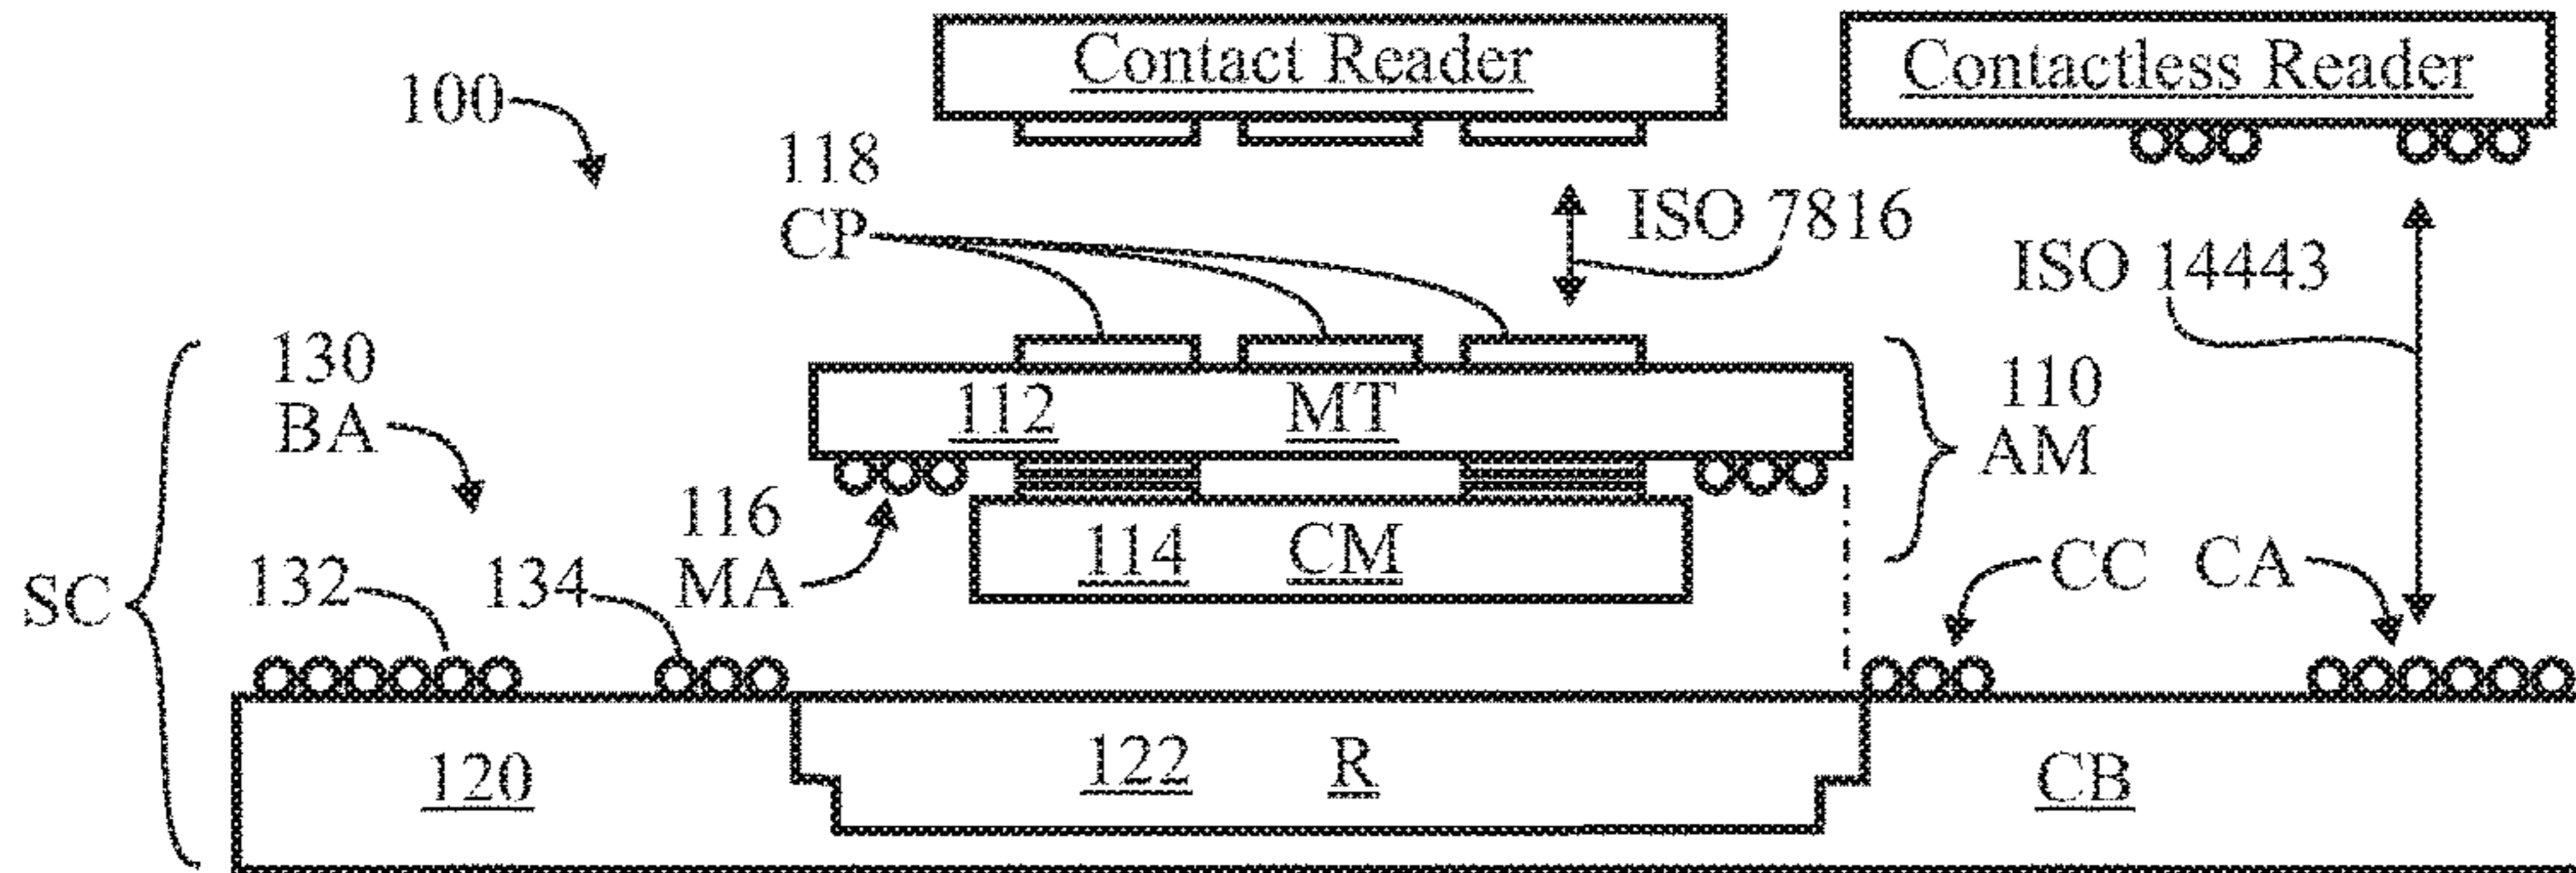 Contact Reader
Contactless Reader
100
118
CP
ISO 7816
ISO 14443
130
BA
112 MT
110
AM
116
MA
114 CM
CC CA
SC
132
134
120
122 R
CB